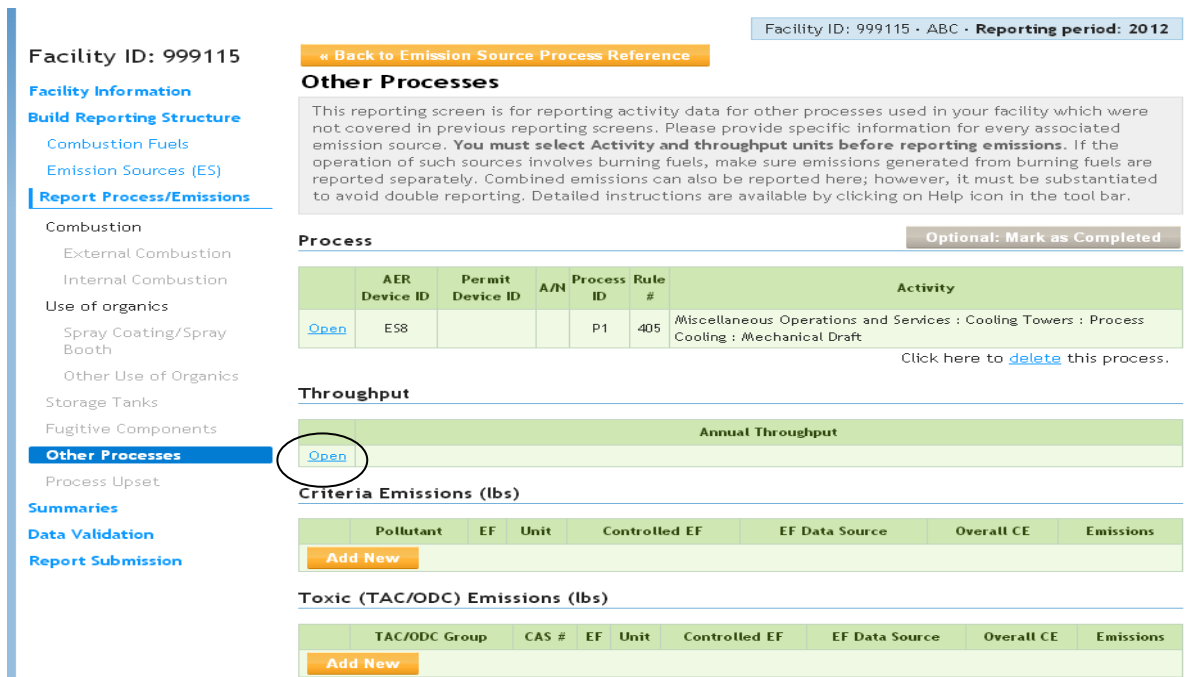 Facility ID: 999115 · ABC · Reporting period: 2012
Facility ID: 999115
Facility Information
Build Reporting Structure
Combustion Fuels
Emission Sources (ES)
Report Process/Emissions
Combustion
External Combustion
Internal Combustion
Use of organics
Spray Coating/Spray
Booth
Other Use of Organics
Storage Tanks
Fugitive Components
Other Processes
Process Upset
Summaries
Data Validation
Report Submission
« Back to Emission Source Process Reference
Other Processes
This reporting screen is for reporting activity data for other processes used in your facility which were
not covered in previous reporting screens. Please provide specific information for every associated
emission source. You must select Activity and throughput units before reporting emissions. If the
operation of such sources involves burning fuels, make sure emissions generated from burning fuels are
reported separately. Combined emissions can also be reported here; however, it must be substantiated
to avoid double reporting. Detailed instructions are available by clicking on Help icon in the tool bar.
Process
Optional: Mark as Completed
AER Device ID Permit Device ID A/N Process ID Rule # Activity
Open ES8 P1 405 Miscellaneous Operations and Services : Cooling Towers : Process
Cooling : Mechanical Draft
Click here to delete this process.
Throughput
Annual Throughput
Open
Criteria Emissions (lbs)
Pollutant EF Unit Controlled EF EF Data Source Overall CE Emissions
Add New
Toxic (TAC/ODC) Emissions (lbs)
TAC/ODC Group CAS # EF Unit Controlled EF EF Data Source Overall CE Emissions
Add New